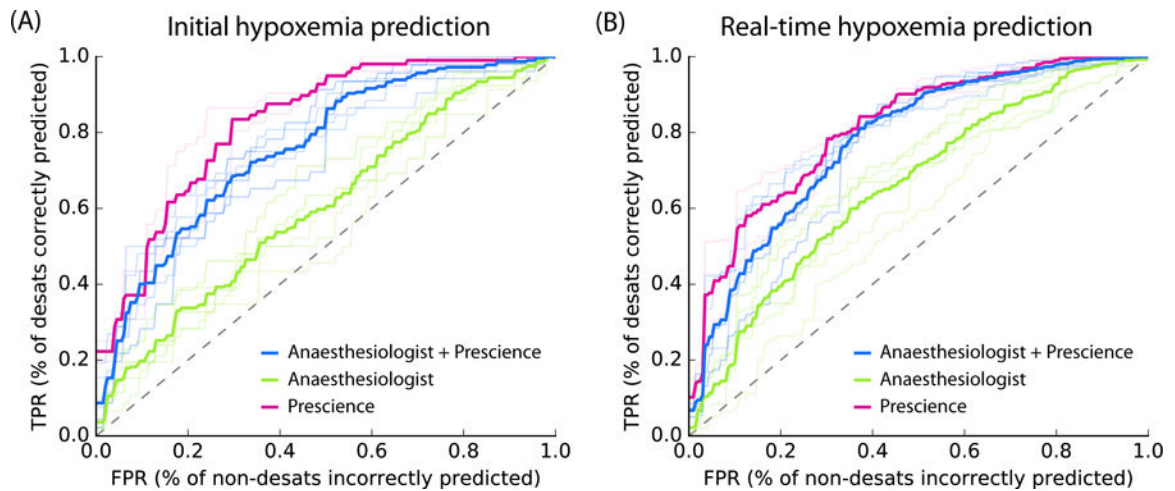 (A) Initial hypoxemia prediction
TPR (% of desats correctly predicted)
1.0
0.8
0.6
0.4
0.2
0.0
0.0 0.2 0.4 0.6 0.8 1.0
FPR (% of non-desats incorrectly predicted)
Anaesthesiologist + Prescience
Anaesthesiologist
Prescience
(B) Real-time hypoxemia prediction
TPR (% of desats correctly predicted)
1.0
0.8
0.6
0.4
0.2
0.0
0.0 0.2 0.4 0.6 0.8 1.0
FPR (% of non-desats incorrectly predicted)
Anaesthesiologist + Prescience
Anaesthesiologist
Prescience